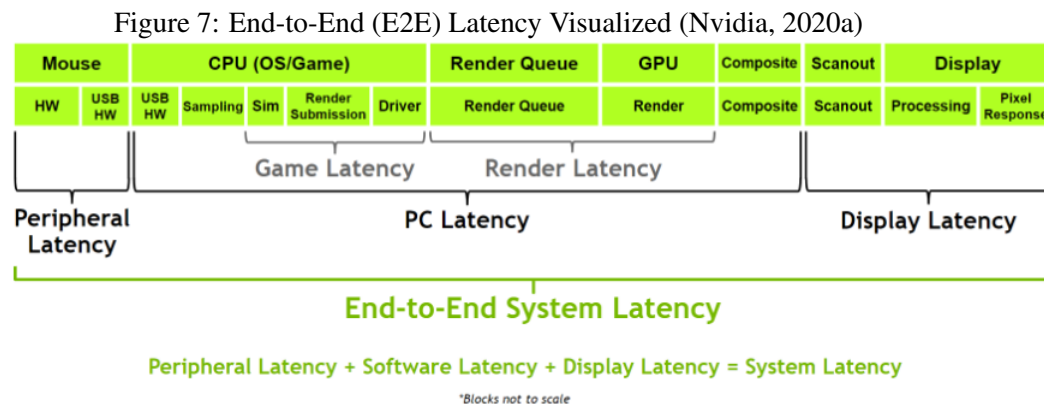 Figure 7: End-to-End (E2E) Latency Visualized (Nvidia, 2020a)
Mouse CPU (OS/Game) Render Queue GPU Composite Scanout Display
HW USB HW USB HW Sampling Sim Render Submission Driver Render Queue Render Composite Scanout Processing Pixel Response
Game Latency Render Latency
Peripheral Latency PC Latency Display Latency
End-to-End System Latency
Peripheral Latency + Software Latency + Display Latency = System Latency
*Blocks not to scale